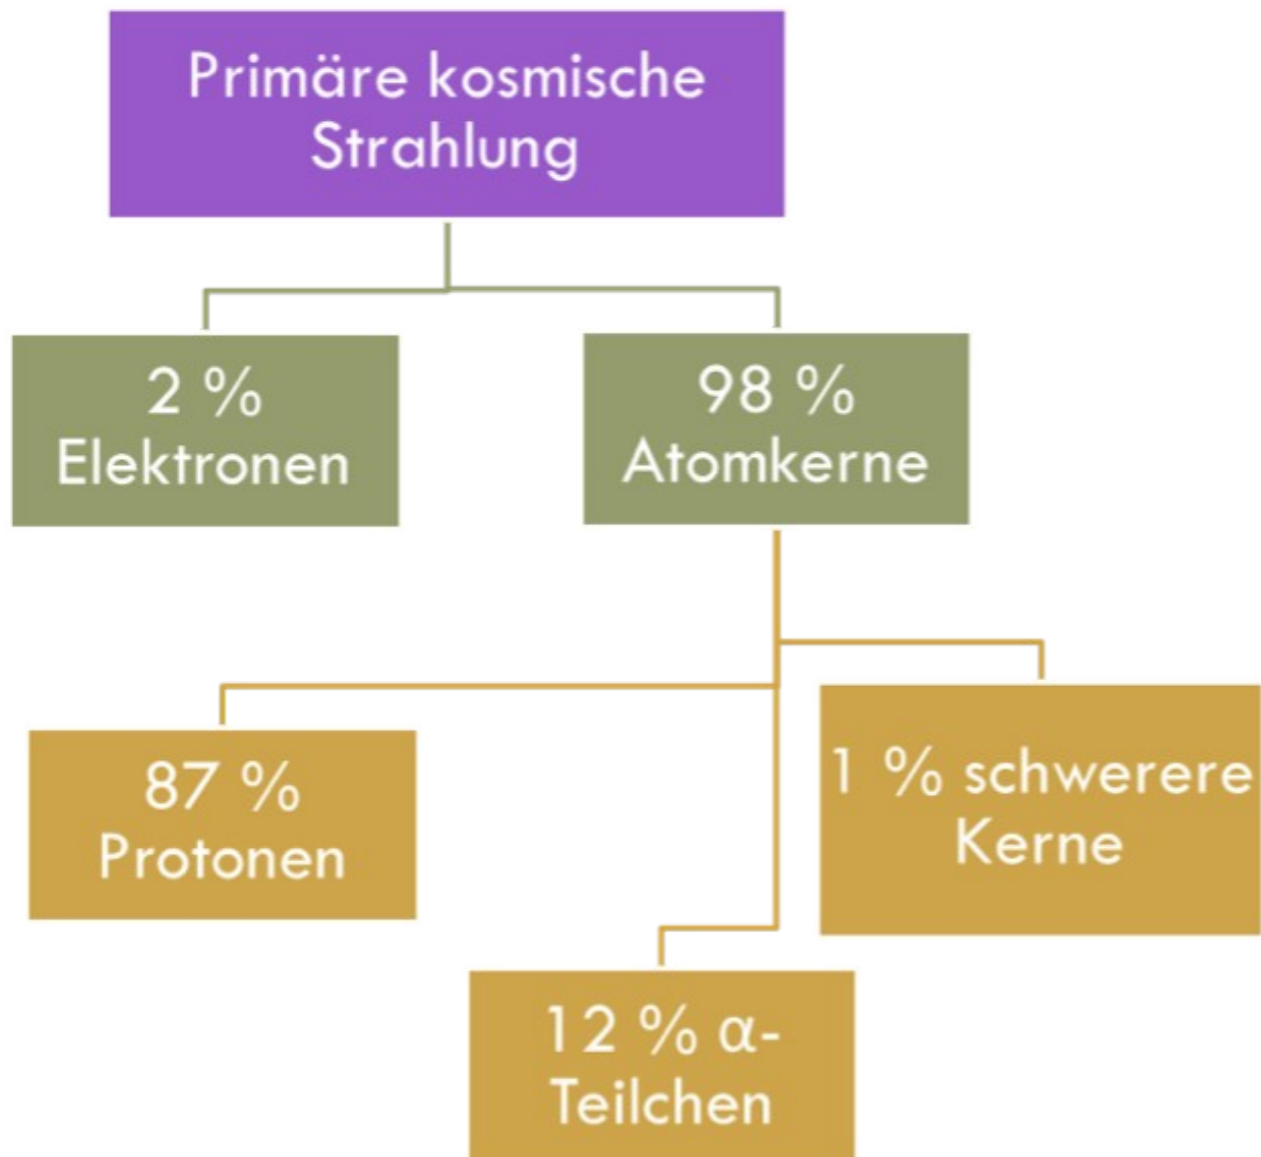 Primäre kosmische
Strahlung
2 %
Elektronen
98 %
Atomkerne
87 %
Protonen
1 % schwerere
Kerne
12 % α-
Teilchen